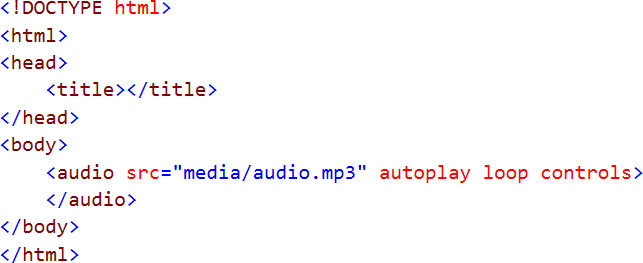 <!DOCTYPE html>
<html>
<head>
    <title></title>
</head>
<body>
    <audio src="media/audio.mp3" autoplay loop controls>
    </audio>
</body>
</html>